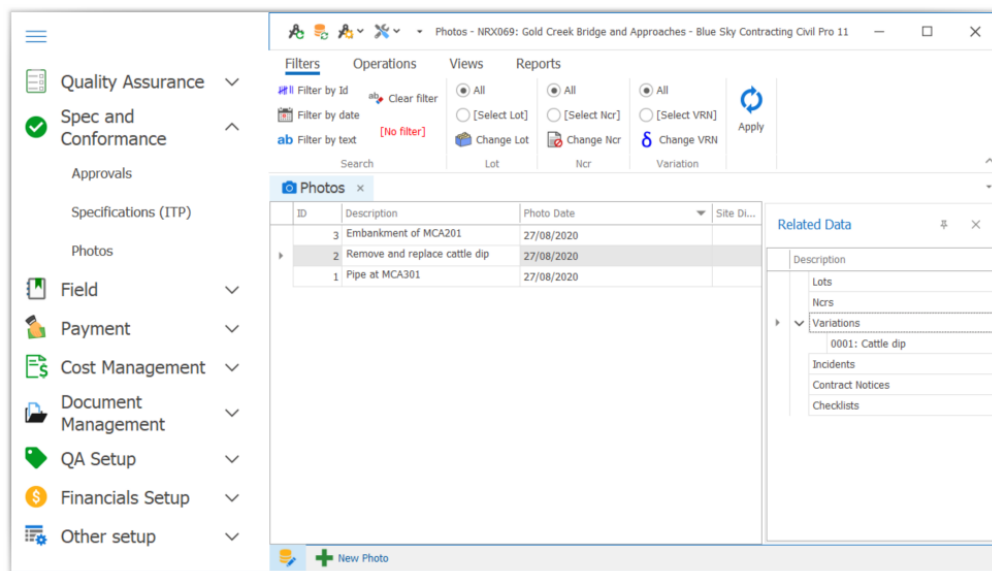 Photos - NRX069: Gold Creek Bridge and Approaches - Blue Sky Contracting Civil Pro 11
Quality Assurance
Spec and
Conformance
Approvals
Specifications (ITP)
Photos
Field
Payment
Cost Management
Document
Management
QA Setup
Financials Setup
Other setup
Filters Operations Views Reports
Filter by Id
Filter by date
ab Filter by text
Clear filter
[No filter]
Search
All
[Select Lot]
Change Lot
Lot
All
[Select Ncr]
Change Ncr
Ncr
All
[Select VRN]
δ Change VRN
Variation
Apply
Photos ×
ID Description Photo Date Site Di...
3 Embankment of MCA201 27/08/2020
2 Remove and replace cattle dip 27/08/2020
1 Pipe at MCA301 27/08/2020
Related Data
Description
Lots
Ncrs
Variations
0001: Cattle dip
Incidents
Contract Notices
Checklists
New Photo